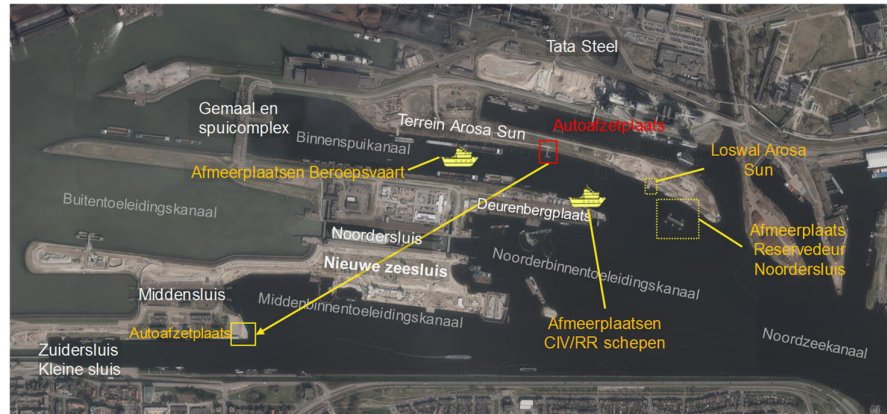 Tata Steel
Gemaal en
spuicomplex
Terrein Arosa Sun
Autoafzetplaats
Binnenspuikanaal
Loswal Arosa
Sun
Afmeerplaatsen Beroepsvaart
Buitentoeleidingskanaal
Deurenbergplaats
Afmeerplaats
Reservedeur
Noordersluis
Noordersluis
Noorderbinnentoeleidingskanaal
Nieuwe zeesluis
Middensluis
Middenbinnentoeleidingskanaal
Autoafzetplaats
Afmeerplaatsen
CIV/RR schepen
Noordzeekanaal
Zuidersluis
Kleine sluis